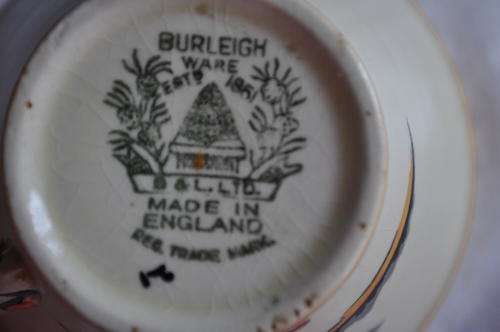 BURLEIGH
WARE
ESTD 1851
B & L. LTD.
MADE IN
ENGLAND
REG. TRADE MARK.